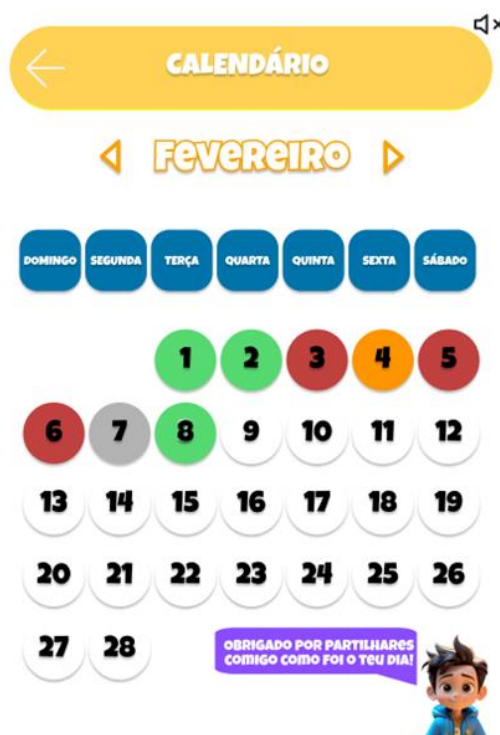 CALENDÁRIO
FEVEREIRO
DOMINGO SEGUNDA TERÇA QUARTA QUINTA SEXTA SÁBADO
1 2 3 4 5
6 7 8 9 10 11 12
13 14 15 16 17 18 19
20 21 22 23 24 25 26
27 28
OBRIGADO POR PARTILHARES
COMIGO COMO FOI O TEU DIA!